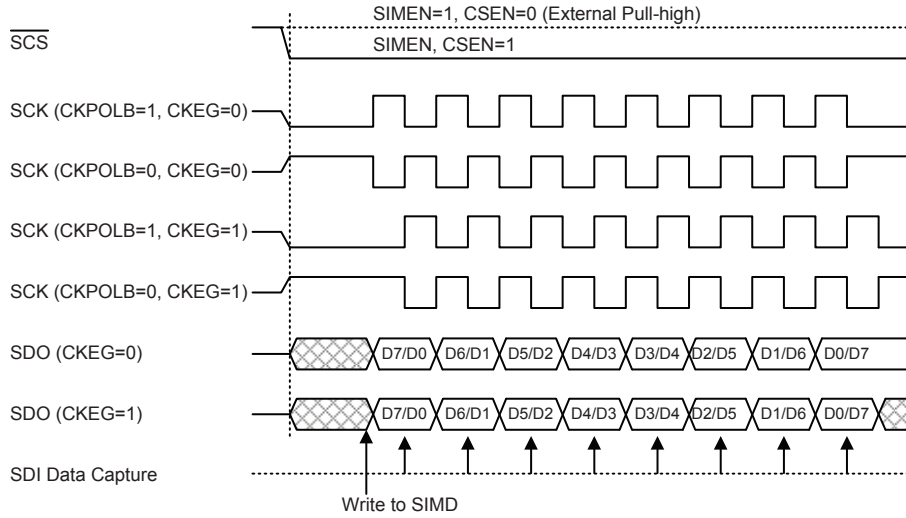 SIMEN=1, CSEN=0 (External Pull-high)
SCS
SIMEN, CSEN=1
SCK (CKPOLB=1, CKEG=0)
SCK (CKPOLB=0, CKEG=0)
SCK (CKPOLB=1, CKEG=1)
SCK (CKPOLB=0, CKEG=1)
SDO (CKEG=0) D7/D0 D6/D1 D5/D2 D4/D3 D3/D4 D2/D5 D1/D6 D0/D7
SDO (CKEG=1) D7/D0 D6/D1 D5/D2 D4/D3 D3/D4 D2/D5 D1/D6 D0/D7
SDI Data Capture
Write to SIMD